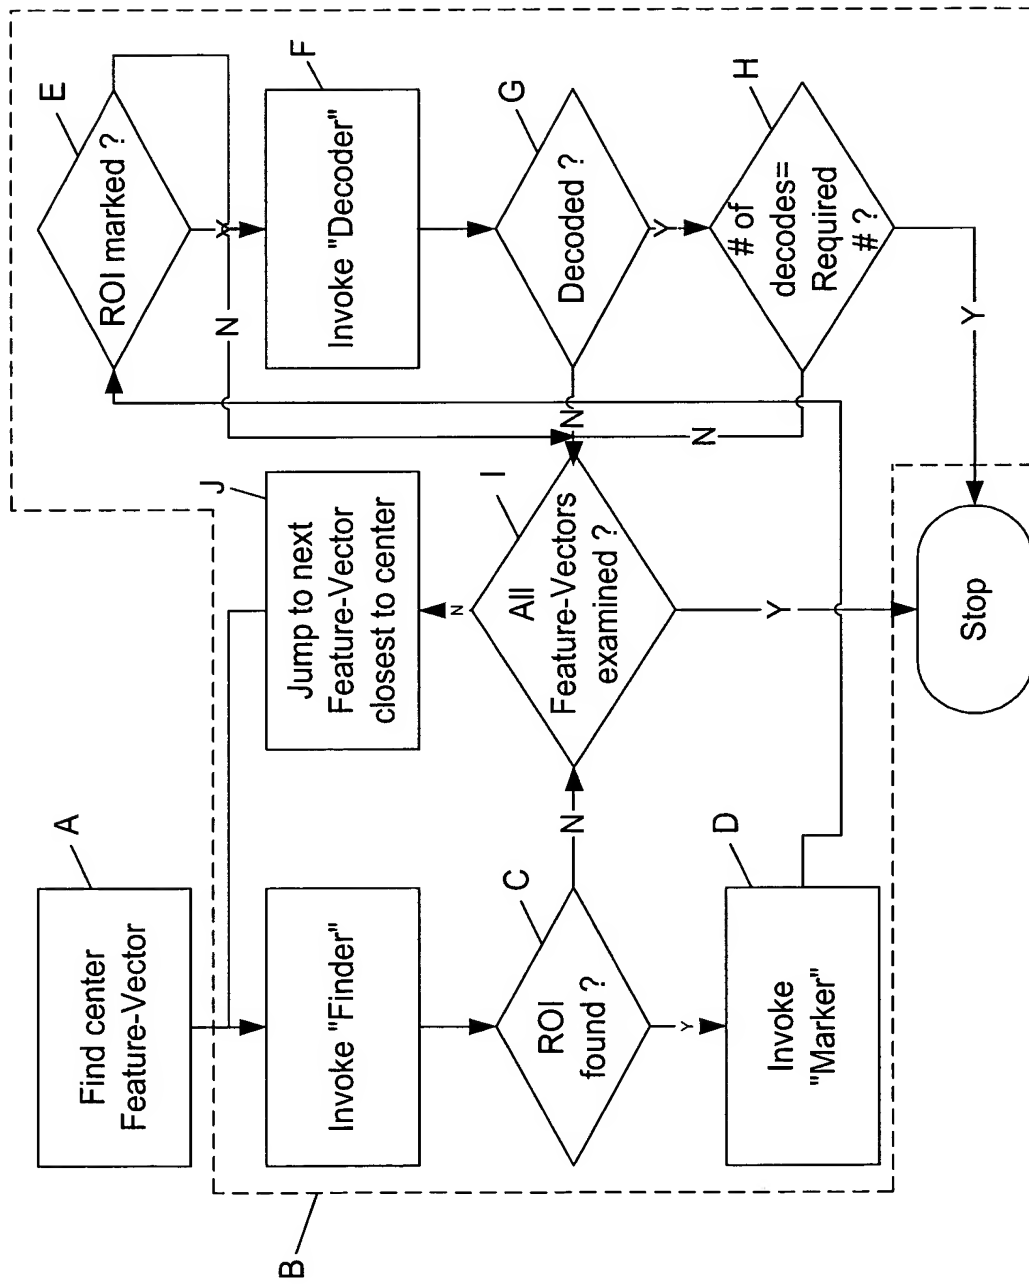 A
Find center
Feature-Vector
B
Invoke "Finder"
C
ROI
found ?
N
Y
D
Invoke
"Marker"
J
Jump to next
Feature-Vector
closest to center
N
I
All
Feature-Vectors
examined ?
Y
Stop
E
ROI marked ?
Y
N
F
Invoke "Decoder"
G
Decoded ?
N
Y
H
# of
decodes=
Required
# ?
N
Y